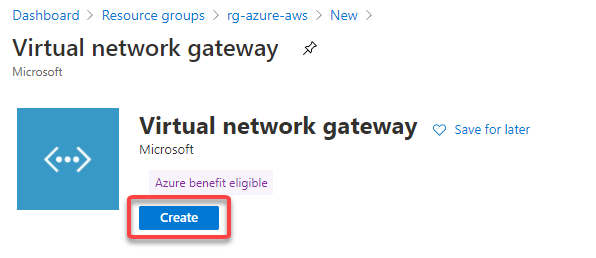 Dashboard > Resource groups > rg-azure-aws > New >
Virtual network gateway
Microsoft
Virtual network gateway
Save for later
Microsoft
Azure benefit eligible
Create